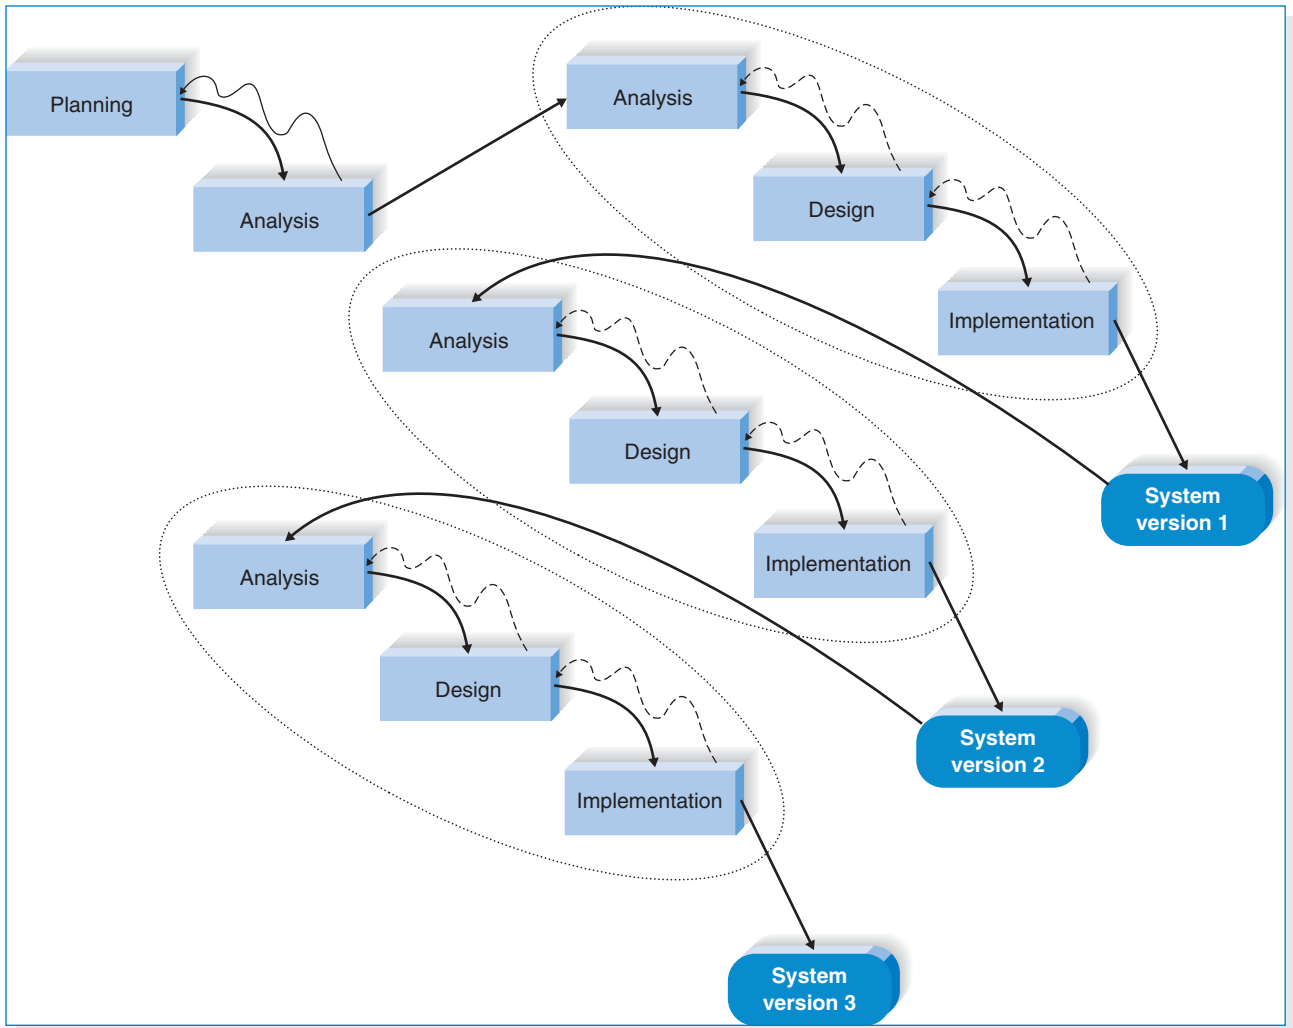 Planning
Analysis
Analysis
Design
Implementation
System
version 1
Analysis
Design
Implementation
System
version 2
Analysis
Design
Implementation
System
version 3